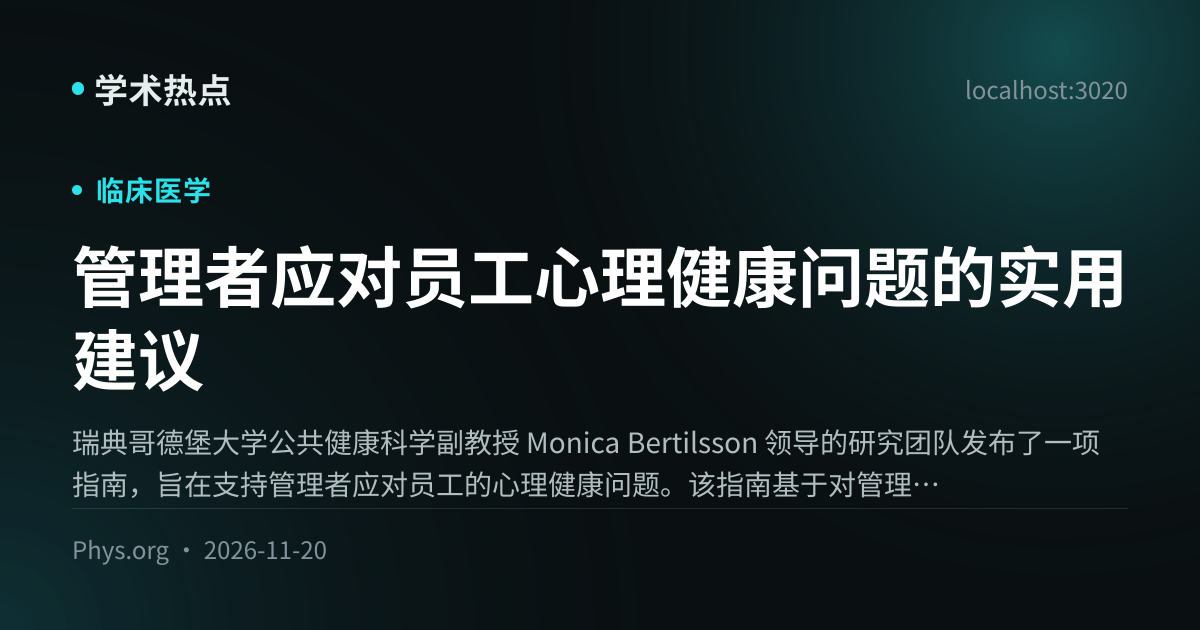 学术热点
localhost:3020
临床医学
管理者应对员工心理健康问题的实用
建议
瑞典哥德堡大学公共健康科学副教授 Monica Bertilsson 领导的研究团队发布了一项
指南，旨在支持管理者应对员工的心理健康问题。该指南基于对管理…
Phys.org • 2026-11-20